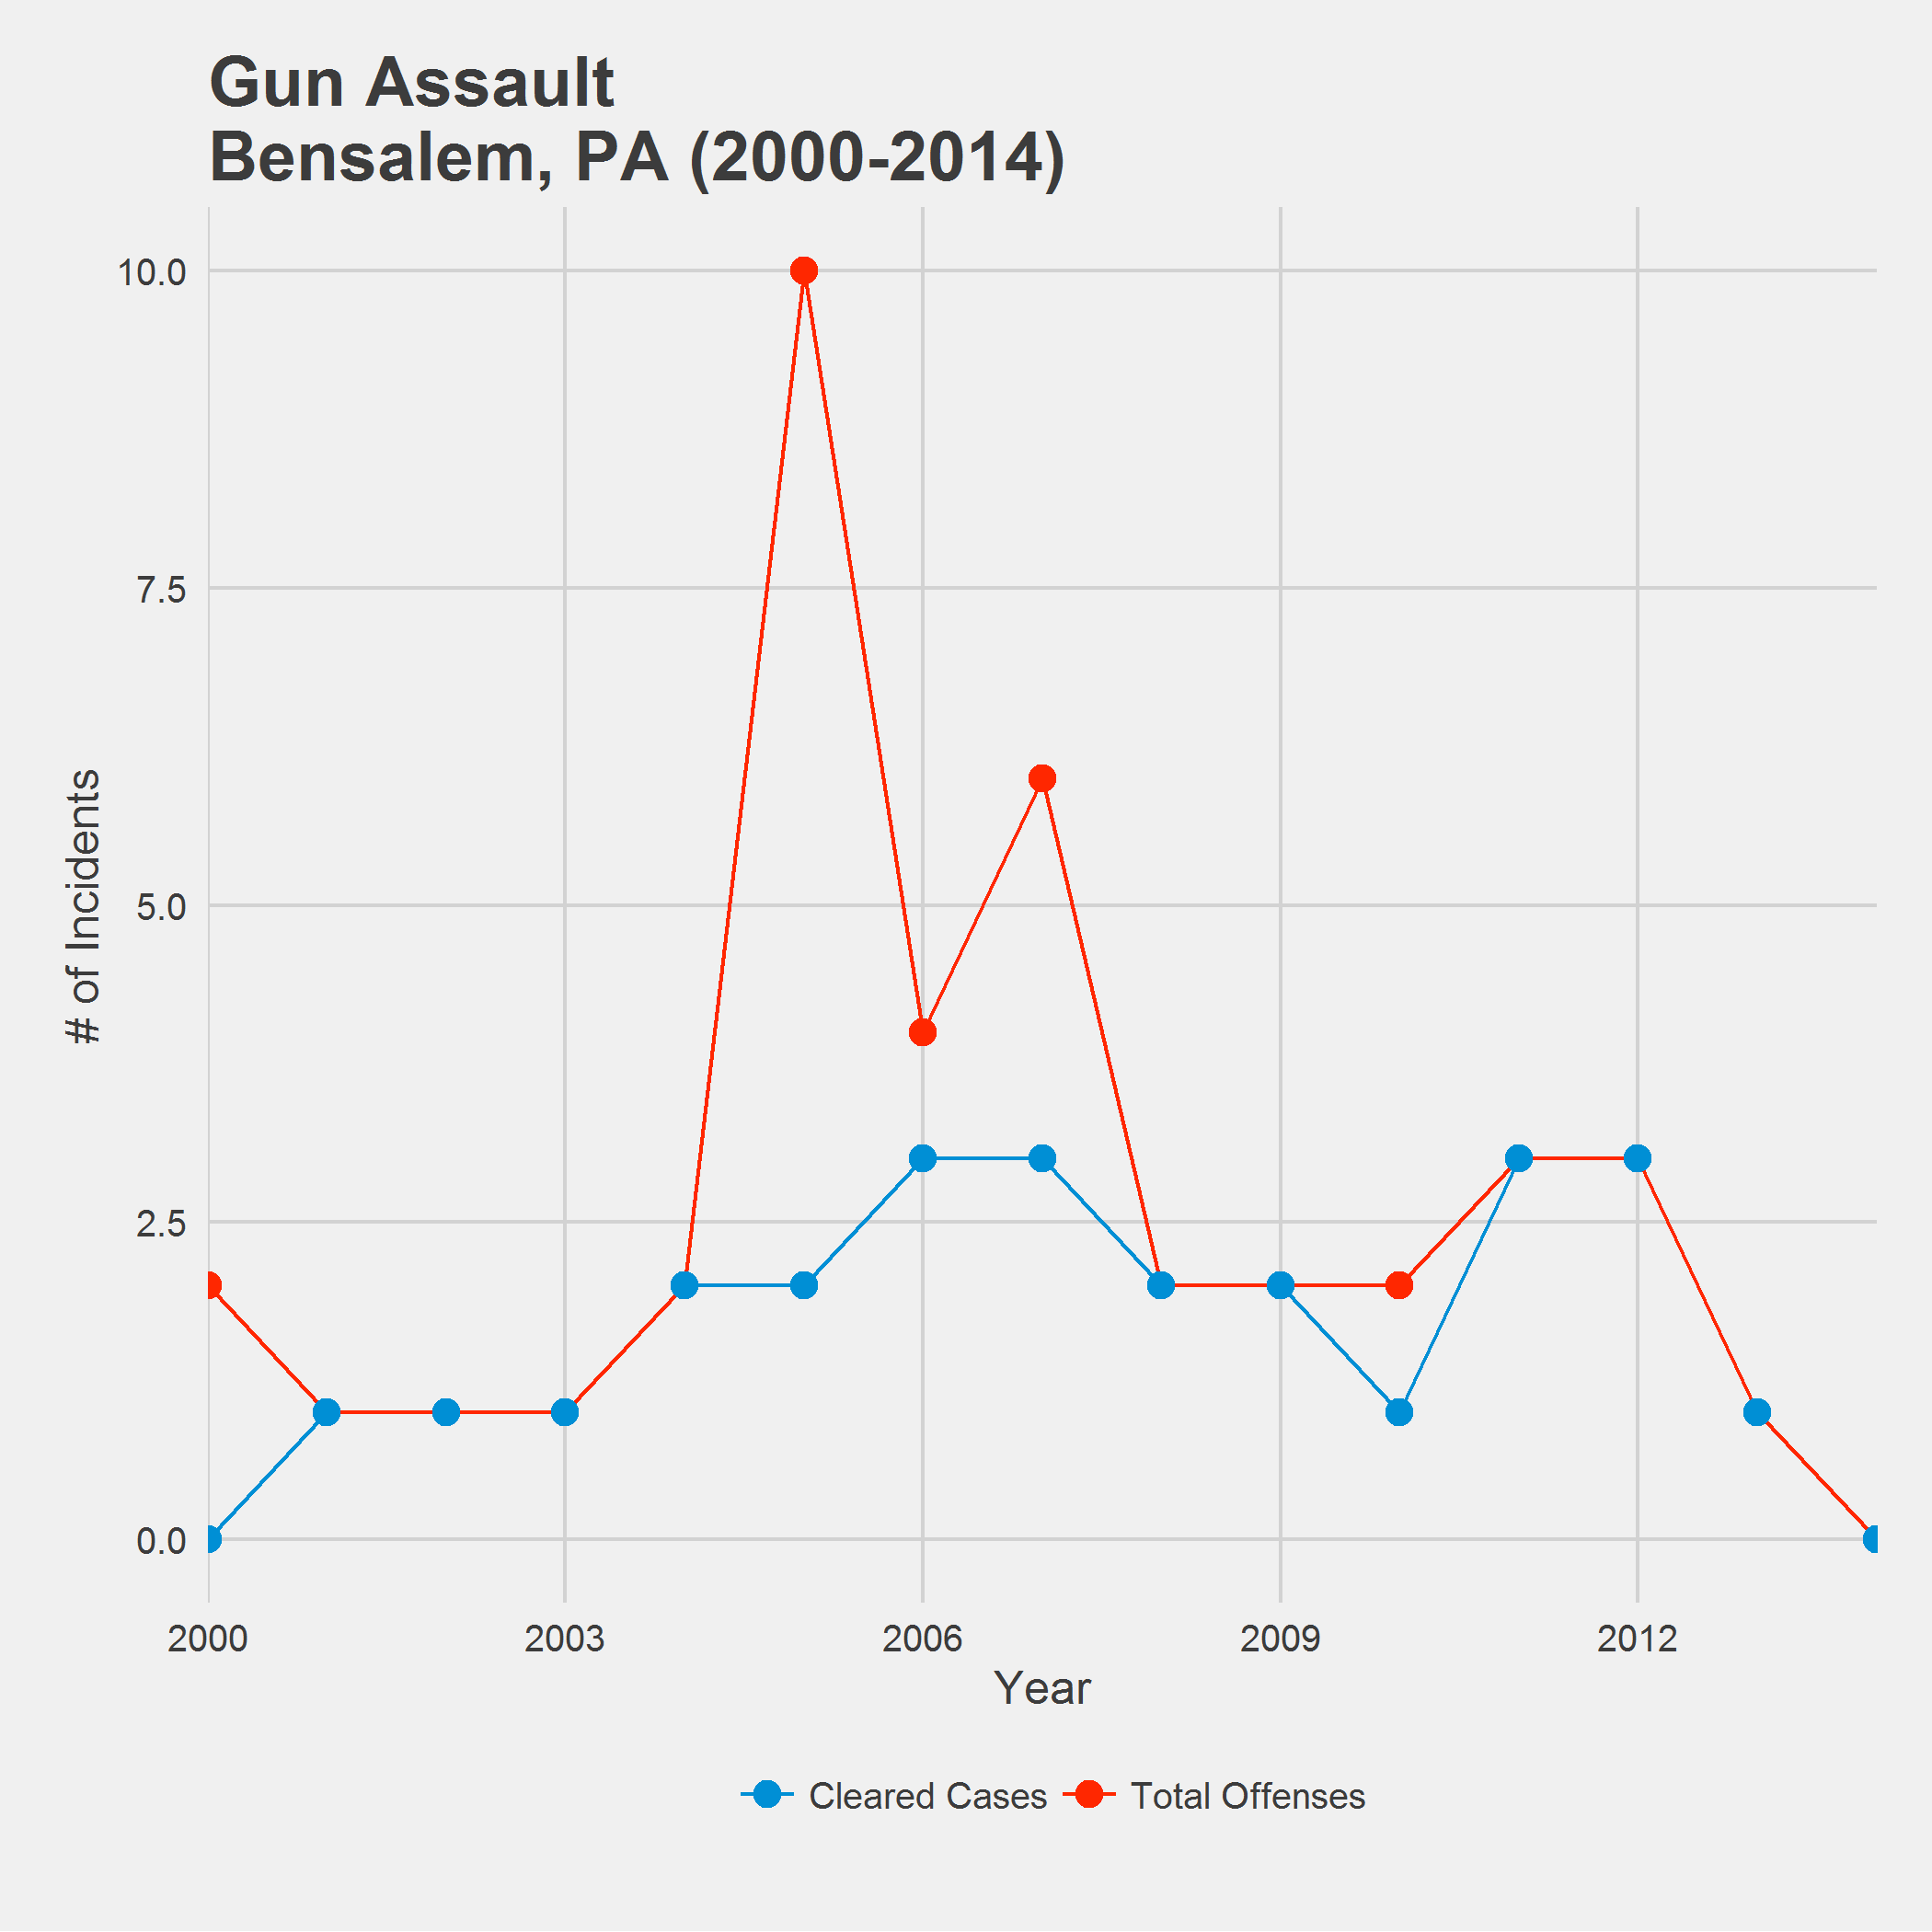 Gun Assault
Bensalem, PA (2000-2014)
10.0
7.5
5.0
2.5
0.0
# of Incidents
2000 2003 2006 2009 2012
Year
Cleared Cases Total Offenses